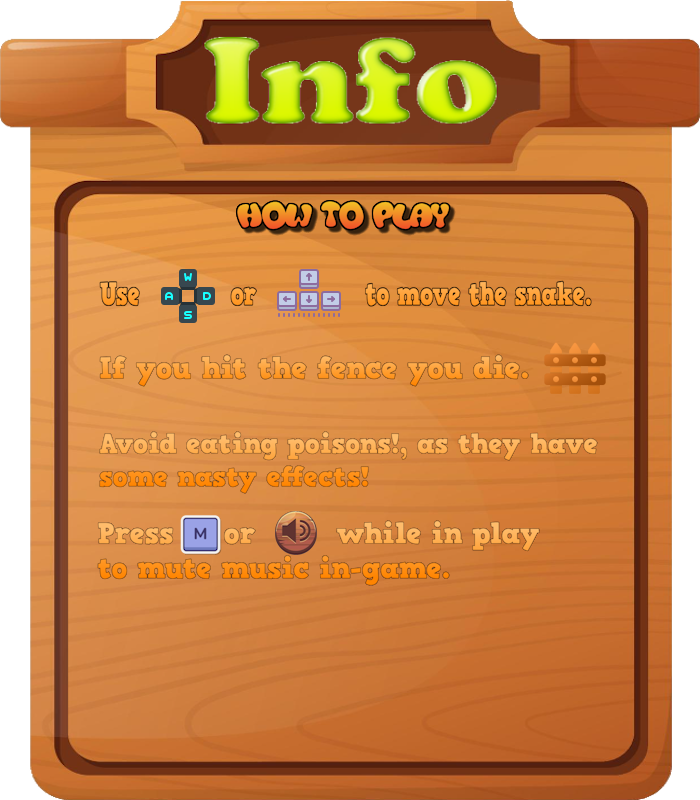 Info
HOW TO PLAY
Use W A D S or ↑ ← ↓ → to move the snake.
If you hit the fence you die.
Avoid eating poisons!, as they have
some nasty effects!
Press M or while in play
to mute music in-game.